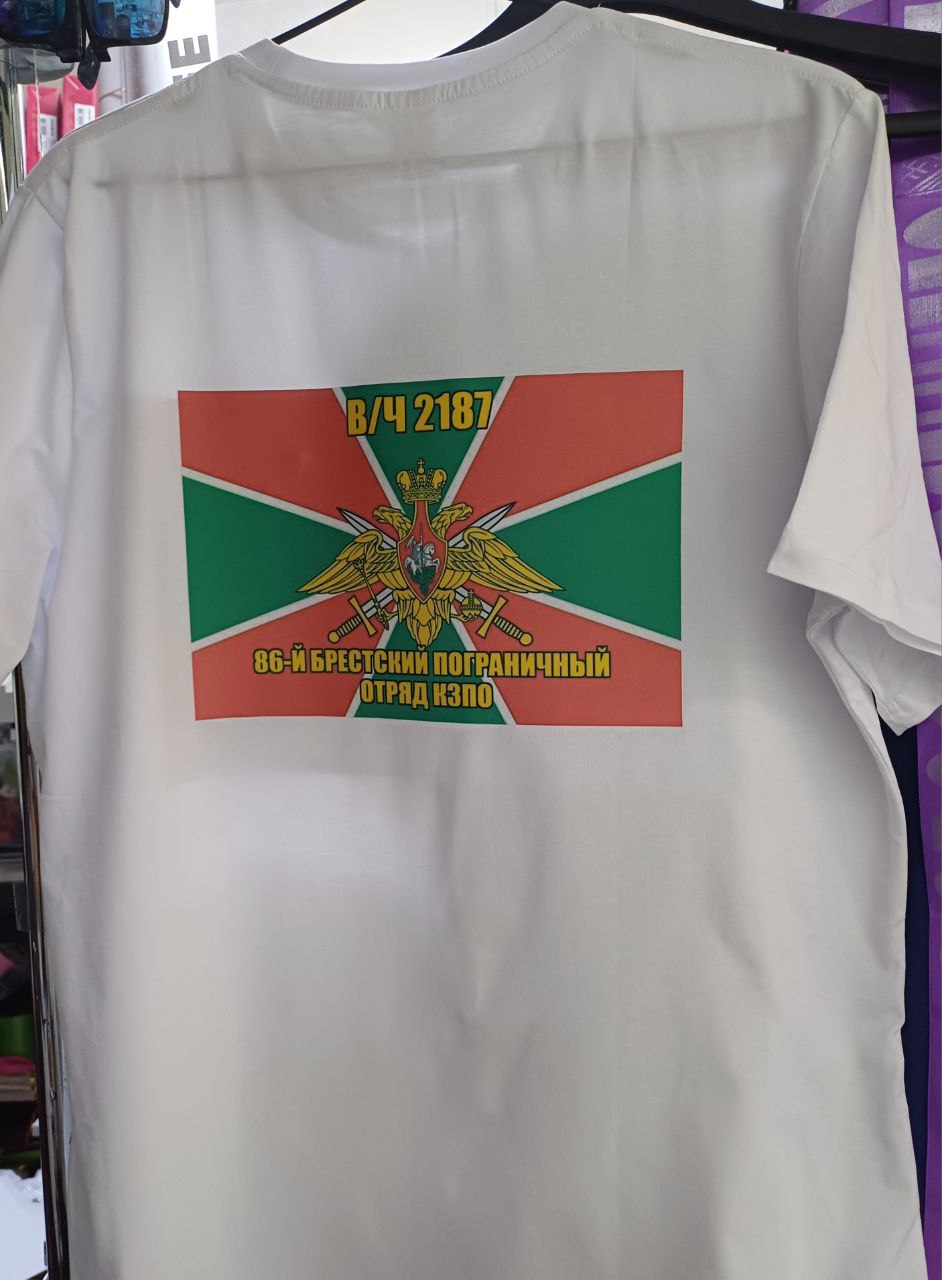 В/Ч 2187
86-Й БРЕСТСКИЙ ПОГРАНИЧНЫЙ
ОТРЯД КЗПО